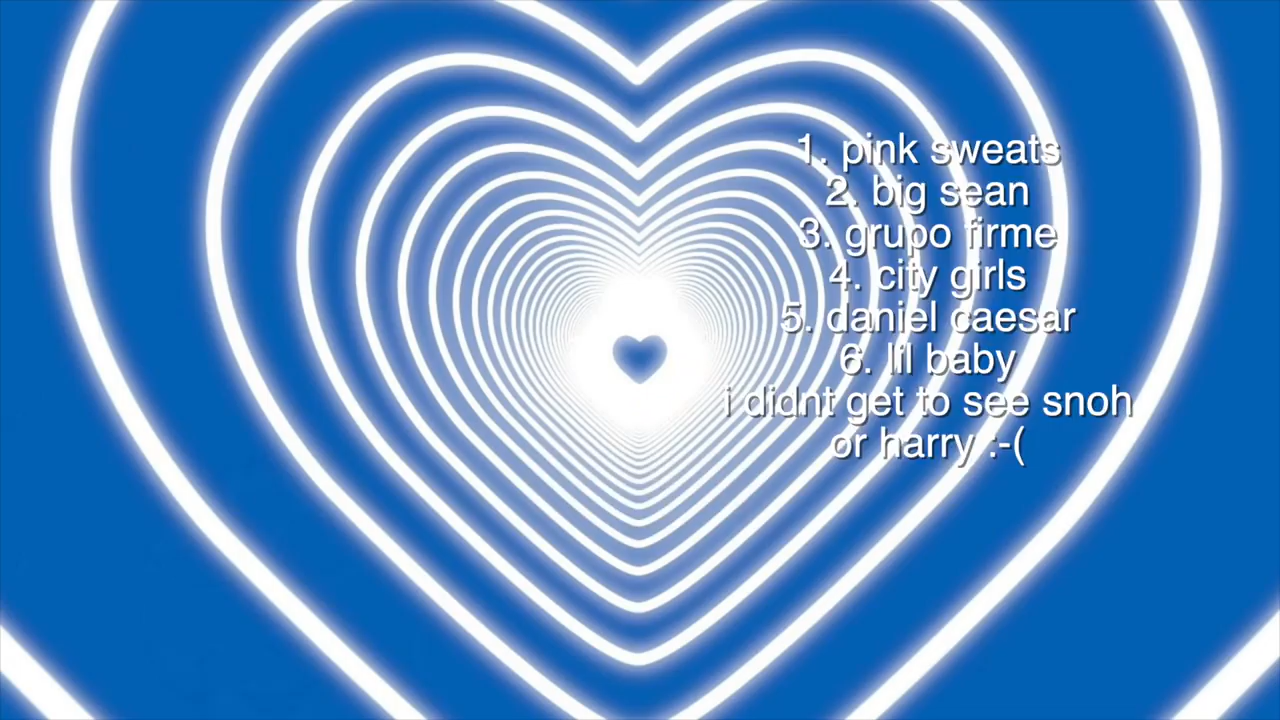 1. pink sweats
2. big sean
3. grupo firme
4. city girls
5. daniel caesar
6. lil baby
i didnt get to see snoh
or harry :-(